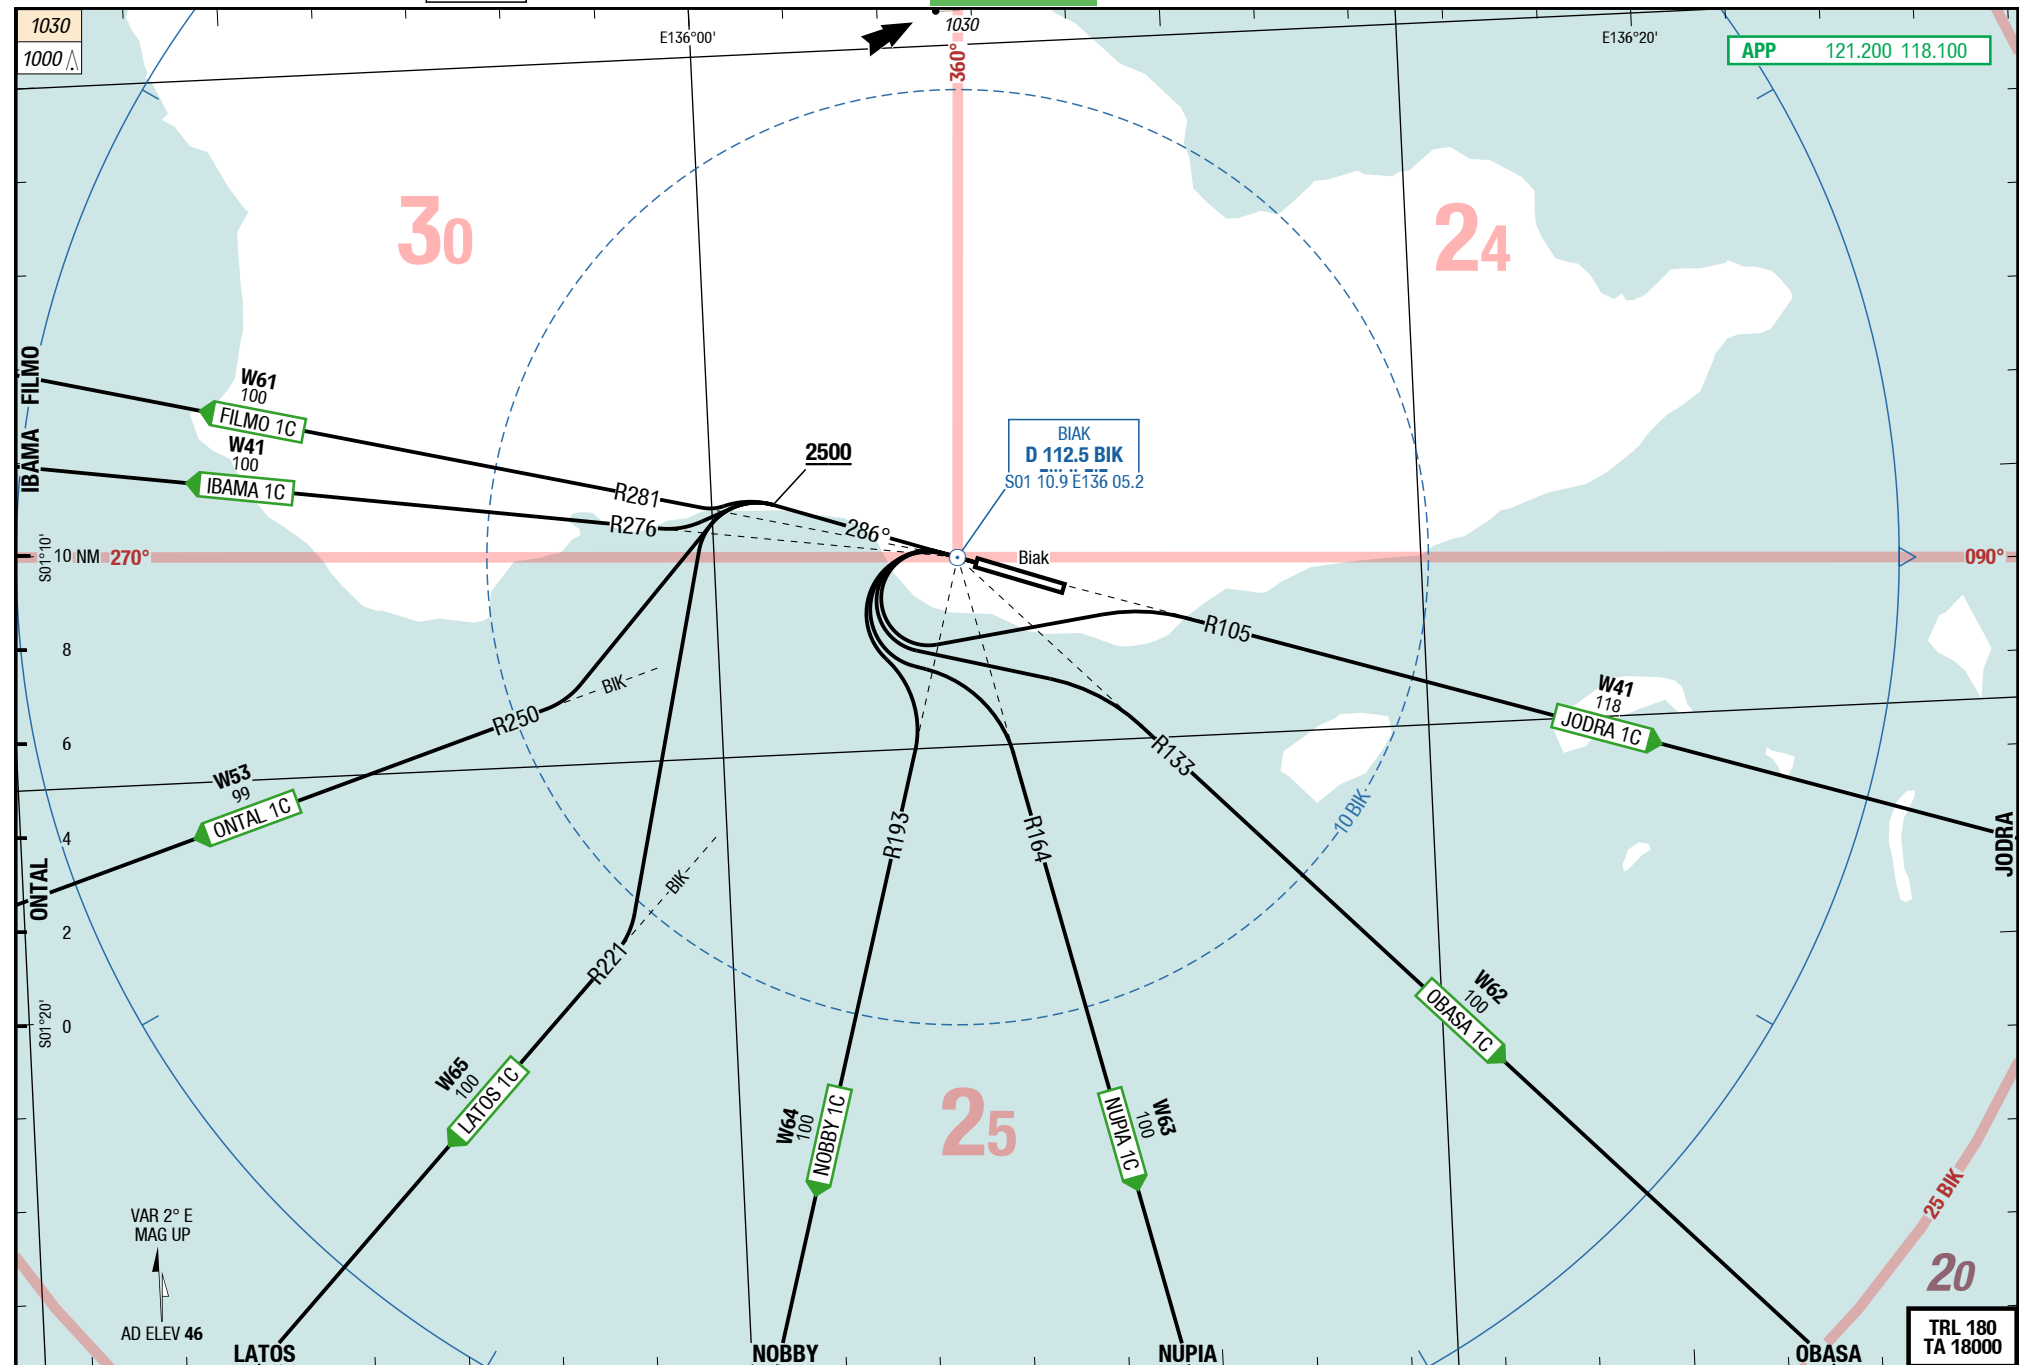 1030
1000
1030
360°
E136°00'
E136°20'
APP 121.200 118.100
30
24
FILMO
W61
100
FILMO 1C
IBAMA
W41
100
IBAMA 1C
R281
R276
2500
286°
BIAK
D 112.5 BIK
S01 10.9 E136 05.2
Biak
S01°10'
10 NM
270°
090°
8
6
4
2
0
S01°20'
R105
W41
118
JODRA 1C
JODRA
BIK
R250
W53
99
ONTAL 1C
ONTAL
R133
R193
R164
10 BIK
BIK
R221
W62
100
OBASA 1C
W65
100
LATOS 1C
W64
100
NOBBY 1C
W63
100
NUPIA 1C
25
25 BIK
20
VAR 2° E
MAG UP
AD ELEV 46
TRL 180
TA 18000
LATOS
NOBBY
NUPIA
OBASA